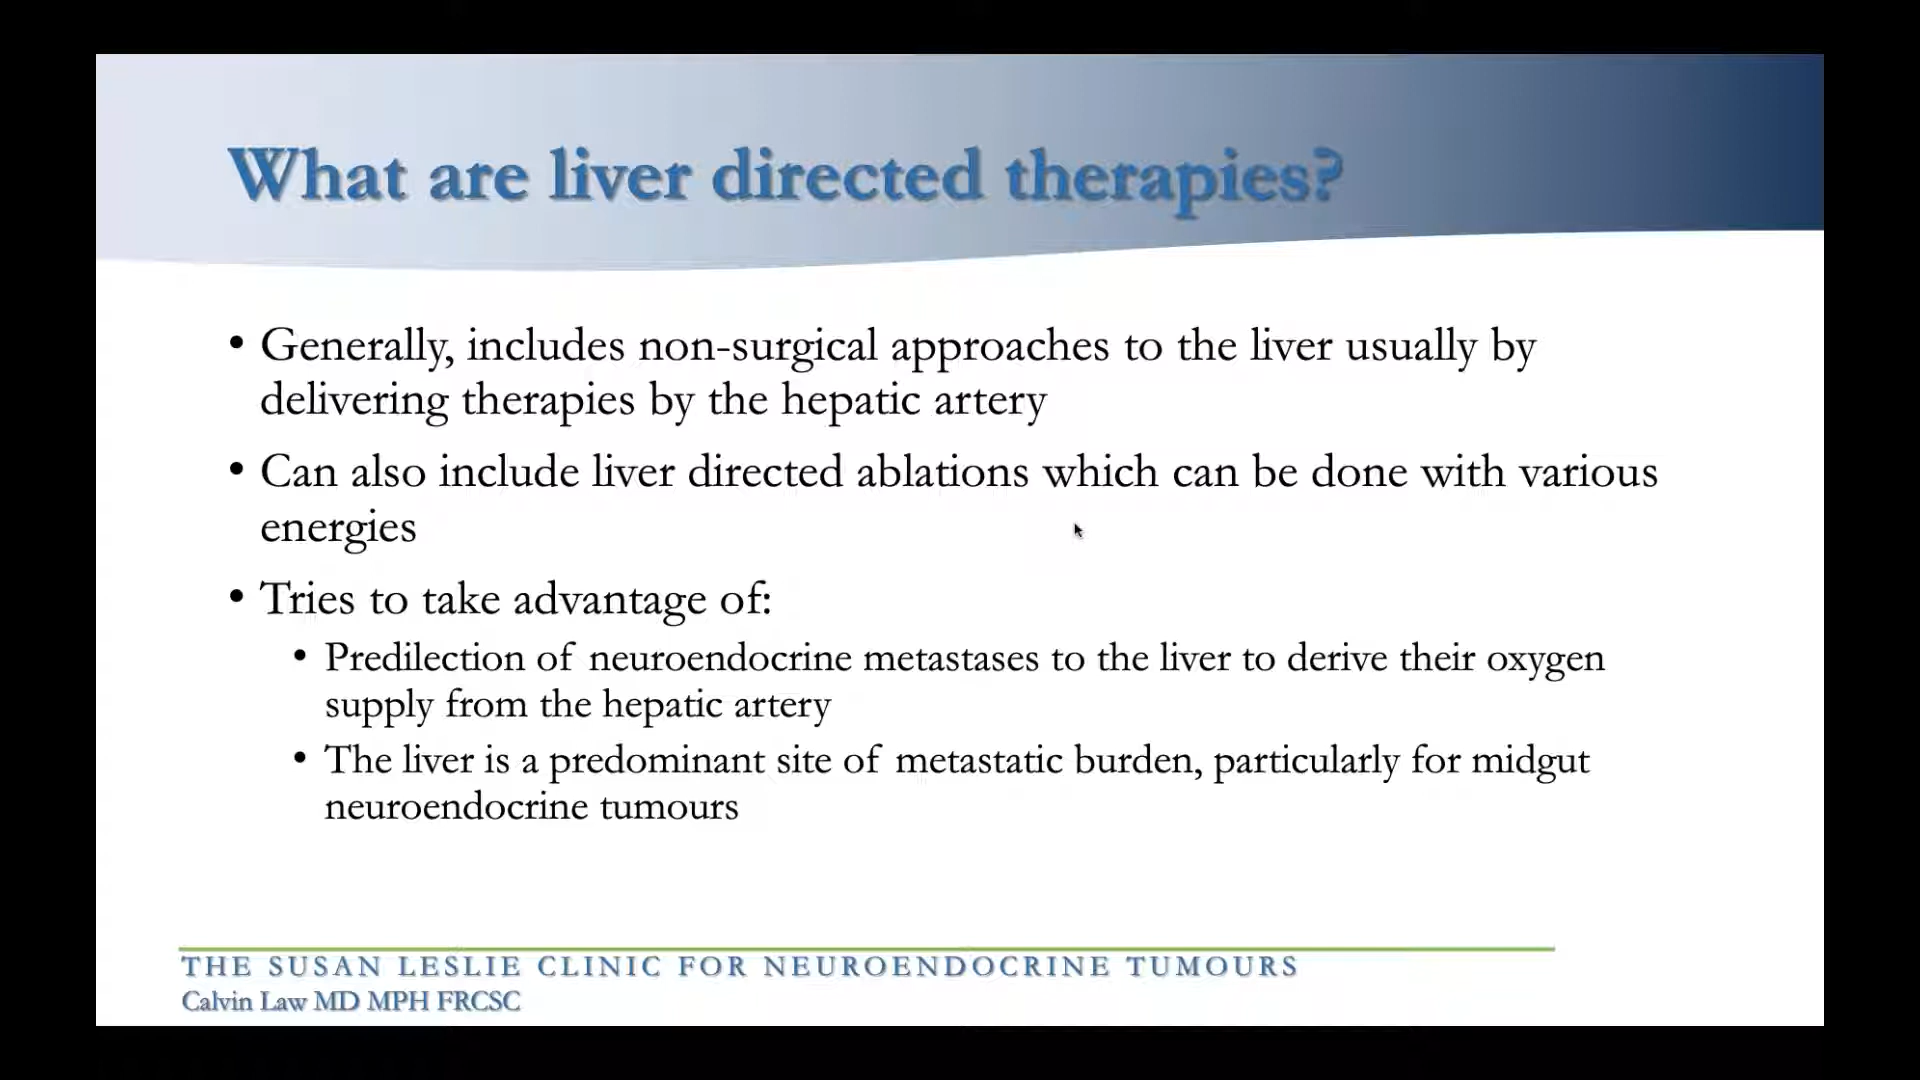 What are liver directed therapies?
• Generally, includes non-surgical approaches to the liver usually by
delivering therapies by the hepatic artery
• Can also include liver directed ablations which can be done with various
energies
• Tries to take advantage of:
• Predilection of neuroendocrine metastases to the liver to derive their oxygen
supply from the hepatic artery
• The liver is a predominant site of metastatic burden, particularly for midgut
neuroendocrine tumours
THE SUSAN LESLIE CLINIC FOR NEUROENDOCRINE TUMOURS
Calvin Law MD MPH FRCSC